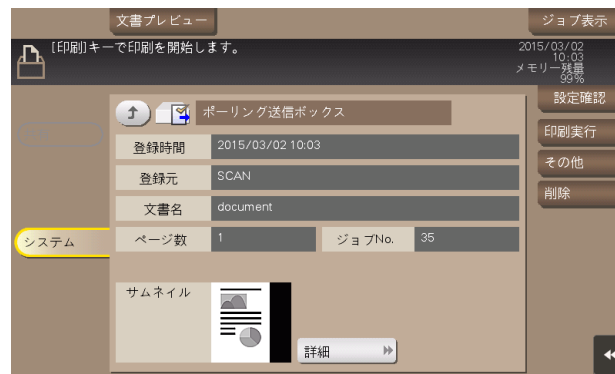 文書プレビュー
ジョブ表示
[印刷]キーで印刷を開始します。
2015/03/02
10:03
メモリー残量
99%
設定確認
印刷実行
その他
削除
ポーリング送信ボックス
登録時間 2015/03/02 10:03
登録元 SCAN
文書名 document
システム
ページ数 1 ジョブNo. 35
サムネイル
詳細